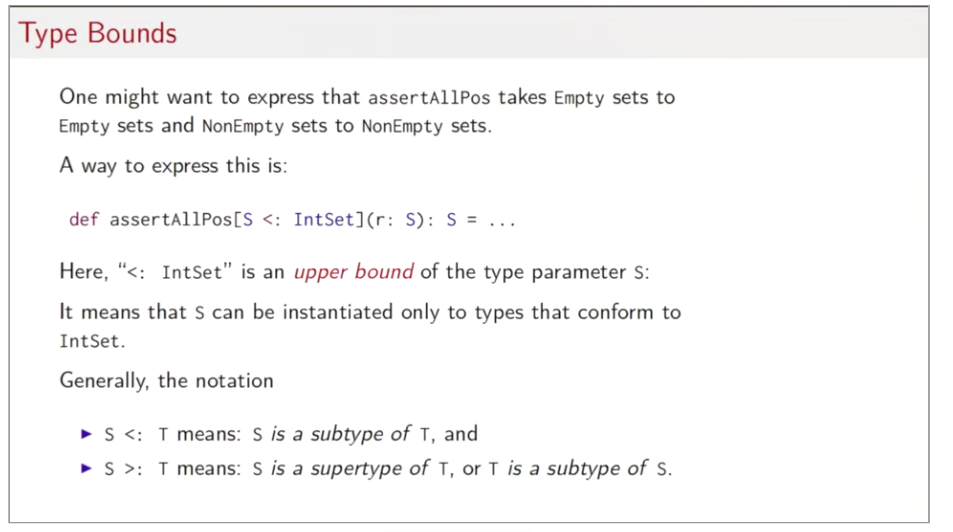 Type Bounds
One might want to express that assertAllPos takes Empty sets to
Empty sets and NonEmpty sets to NonEmpty sets.
A way to express this is:
def assertAllPos[S <: IntSet](r: S): S = ...
Here, “<: IntSet” is an upper bound of the type parameter S:
It means that S can be instantiated only to types that conform to
IntSet.
Generally, the notation
▶ S <: T means: S is a subtype of T, and
▶ S >: T means: S is a supertype of T, or T is a subtype of S.